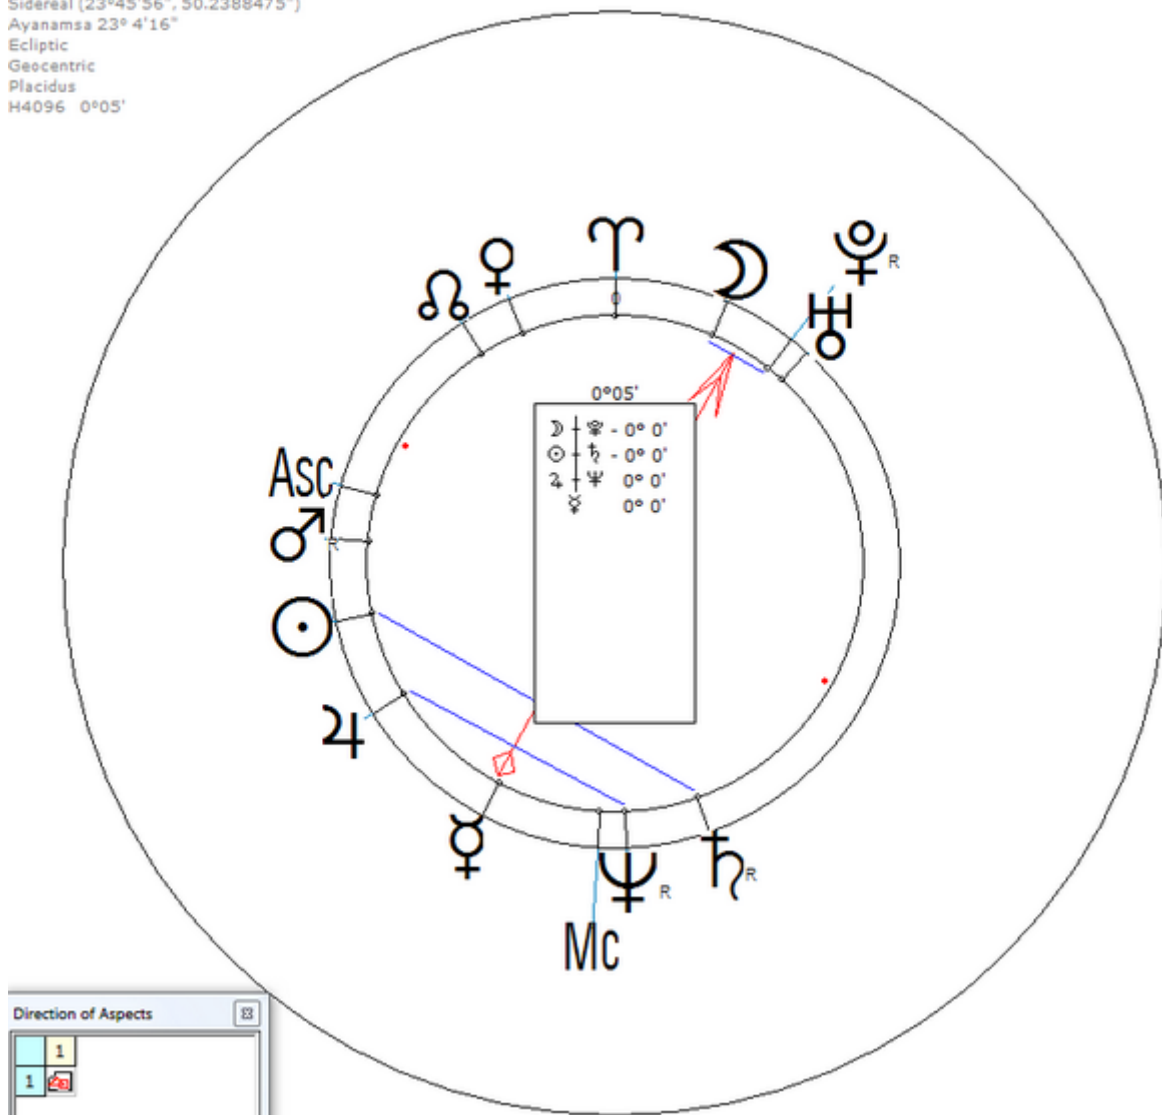 Sidereal (23°45'56", 50.2388475")
Ayanamsa 23° 4'16"
Ecliptic
Geocentric
Placidus
H4096 0°05'
♀ ♈ ☽ ♇ R
☊ ♅
0
0°05'
☽ ♇ - 0° 0'
☉ ♄ - 0° 0'
♃ ♆ 0° 0'
☿ 0° 0'
Asc
♂ R
☉
♃
☿ ♆ R ♄ R
Mc
Direction of Aspects
1
1